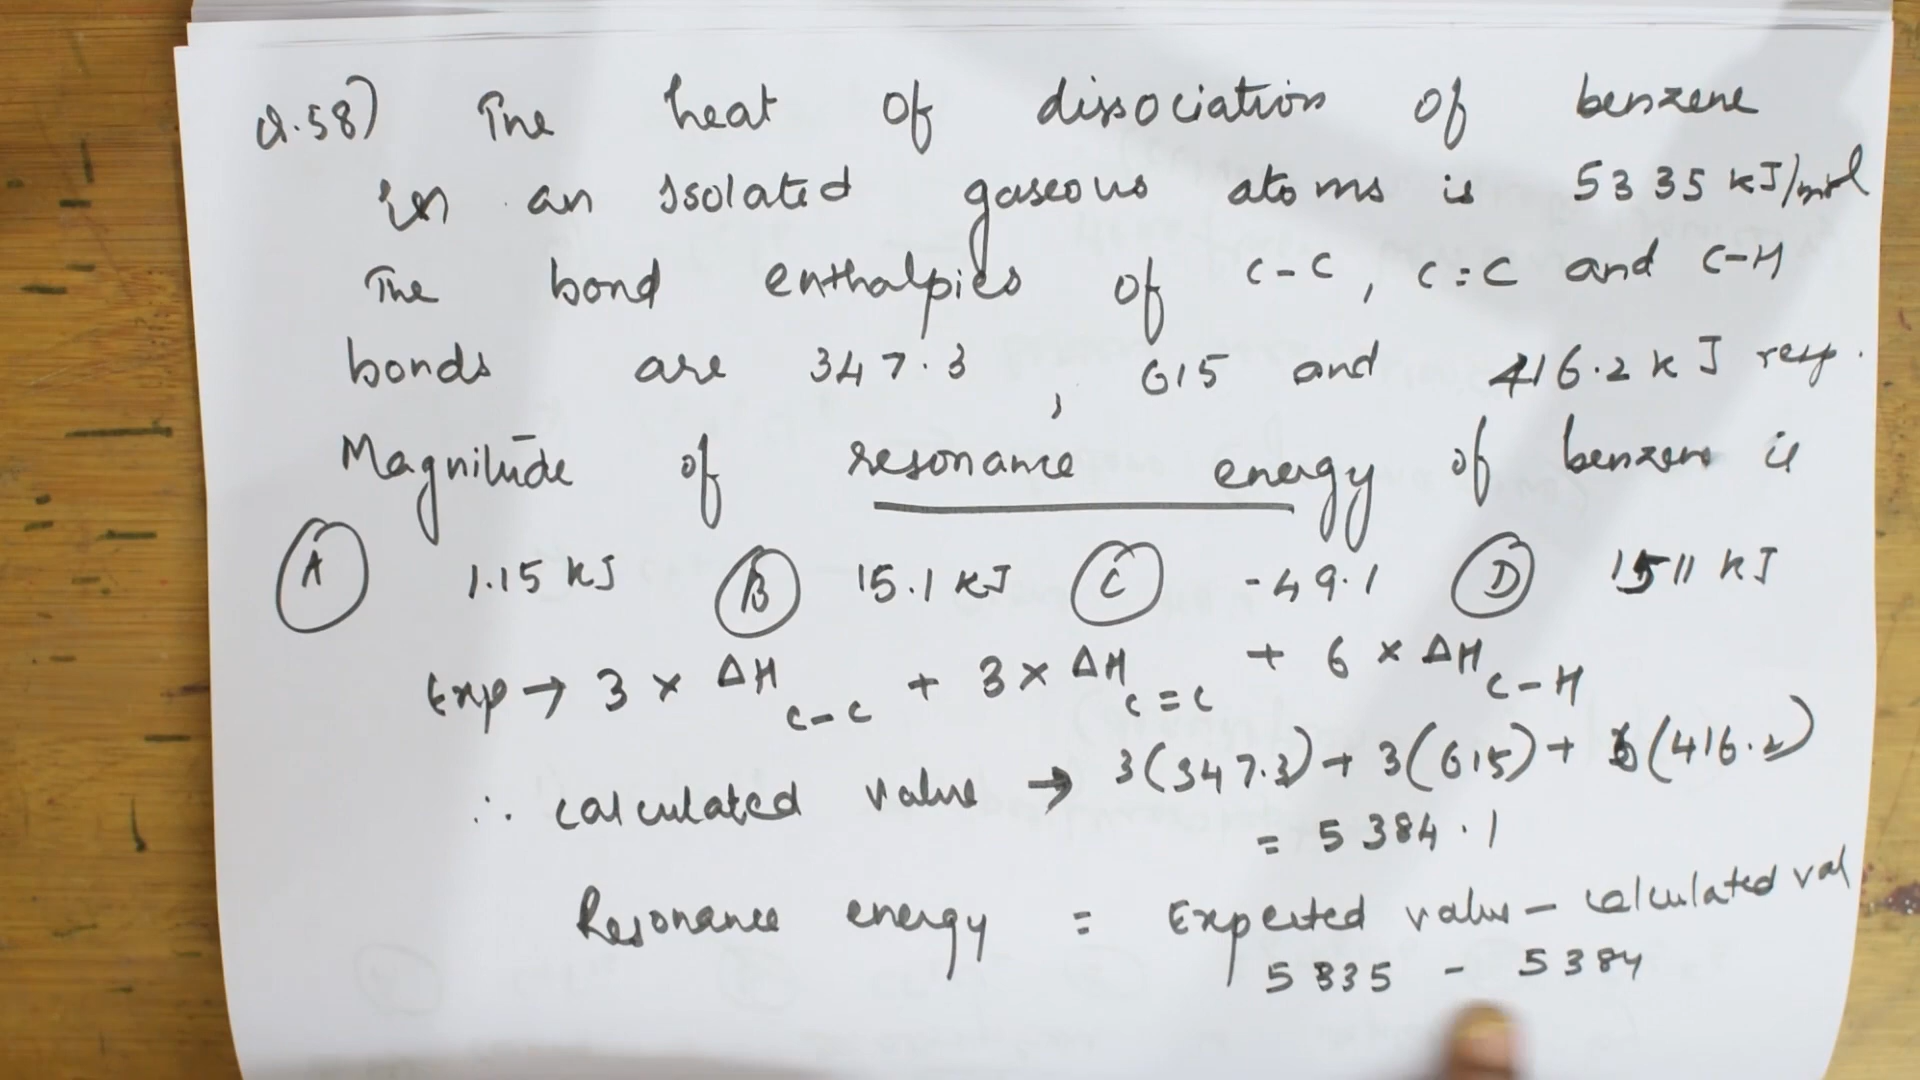 Q.58) The heat of dissociation of benzene
in an isolated gaseous atoms is 5335 kJ/mol
The bond enthalpies of C-C, C=C and C-H
bonds are 347.3, 615 and 416.2 kJ resp.
Magnitude of resonance energy of benzene is
(A) 1.15 kJ (B) 15.1 kJ (C) -49.1 (D) 1511 kJ
Exp → 3 × ΔH C-C + 3 × ΔH C=C + 6 × ΔH C-H
∴ calculated value → 3(347.3) + 3(615) + 6(416.2)
= 5384.1
Resonance energy = Expected value - calculated val
5335 - 5384